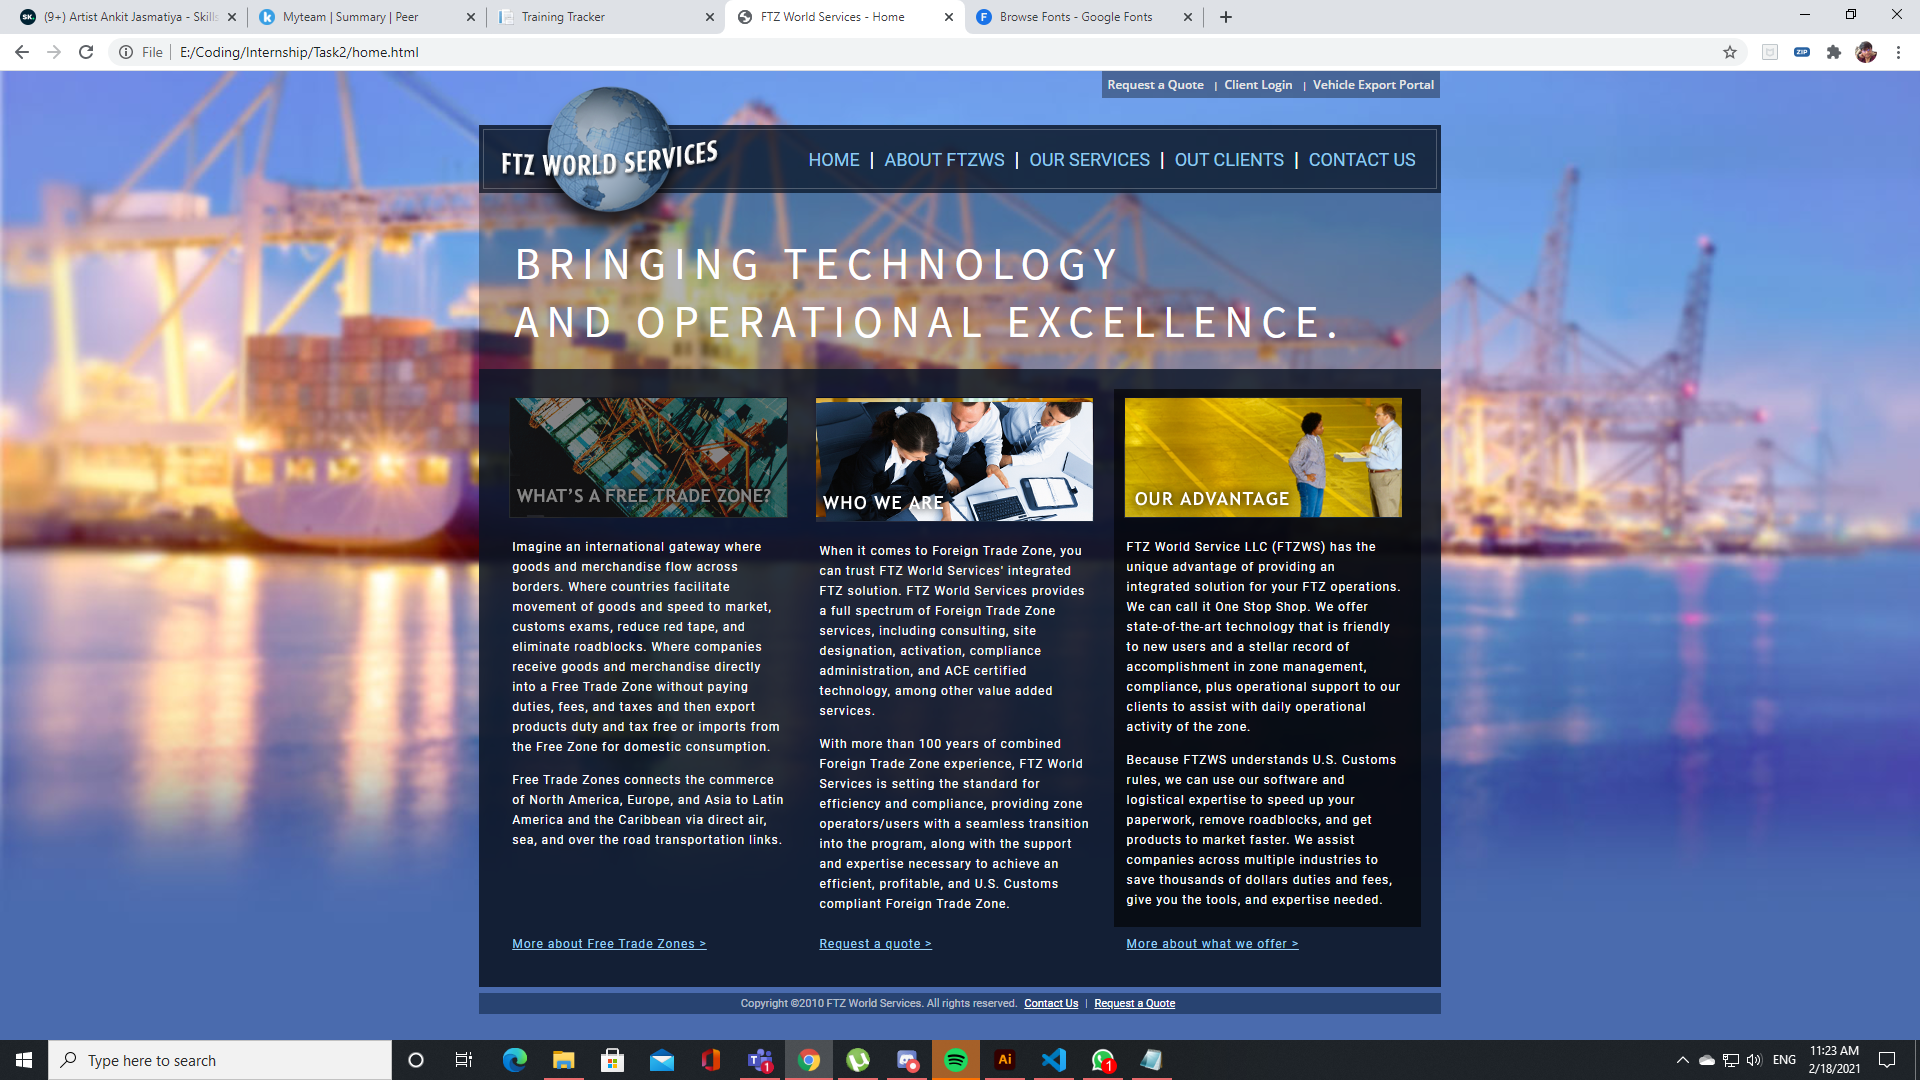 (9+) Artist Ankit Jasmatiya - Skills
Myteam | Summary | Peer
Training Tracker
FTZ World Services - Home
Browse Fonts - Google Fonts
File | E:/Coding/Internship/Task2/home.html
ZIP
Request a Quote | Client Login | Vehicle Export Portal
FTZ WORLD SERVICES
HOME | ABOUT FTZWS | OUR SERVICES | OUT CLIENTS | CONTACT US
BRINGING TECHNOLOGY
AND OPERATIONAL EXCELLENCE.
WHAT'S A FREE TRADE ZONE?
Imagine an international gateway where
goods and merchandise flow across
borders. Where countries facilitate
movement of goods and speed to market,
customs exams, reduce red tape, and
eliminate roadblocks. Where companies
receive goods and merchandise directly
into a Free Trade Zone without paying
duties, fees, and taxes and then export
products duty and tax free or imports from
the Free Zone for domestic consumption.
Free Trade Zones connects the commerce
of North America, Europe, and Asia to Latin
America and the Caribbean via direct air,
sea, and over the road transportation links.
More about Free Trade Zones >
WHO WE ARE
When it comes to Foreign Trade Zone, you
can trust FTZ World Services' integrated
FTZ solution. FTZ World Services provides
a full spectrum of Foreign Trade Zone
services, including consulting, site
designation, activation, compliance
administration, and ACE certified
technology, among other value added
services.
With more than 100 years of combined
Foreign Trade Zone experience, FTZ World
Services is setting the standard for
efficiency and compliance, providing zone
operators/users with a seamless transition
into the program, along with the support
and expertise necessary to achieve an
efficient, profitable, and U.S. Customs
compliant Foreign Trade Zone.
Request a quote >
OUR ADVANTAGE
FTZ World Service LLC (FTZWS) has the
unique advantage of providing an
integrated solution for your FTZ operations.
We can call it One Stop Shop. We offer
state-of-the-art technology that is friendly
to new users and a stellar record of
accomplishment in zone management,
compliance, plus operational support to our
clients to assist with daily operational
activity of the zone.
Because FTZWS understands U.S. Customs
rules, we can use our software and
logistical expertise to speed up your
paperwork, remove roadblocks, and get
products to market faster. We assist
companies across multiple industries to
save thousands of dollars duties and fees,
give you the tools, and expertise needed.
More about what we offer >
Copyright ©2010 FTZ World Services. All rights reserved. Contact Us | Request a Quote
Type here to search
ENG
11:23 AM
2/18/2021